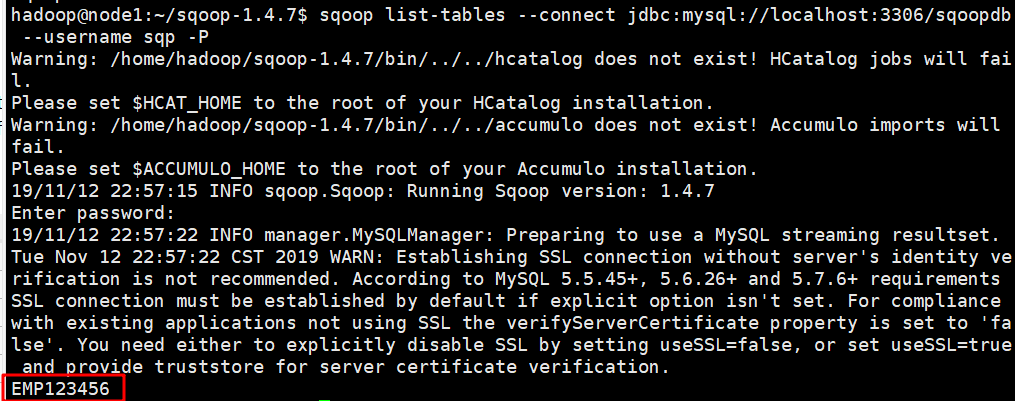 hadoop@node1:~/sqoop-1.4.7$ sqoop list-tables --connect jdbc:mysql://localhost:3306/sqoopdb
 --username sqp -P
Warning: /home/hadoop/sqoop-1.4.7/bin/../../hcatalog does not exist! HCatalog jobs will fai
l.
Please set $HCAT_HOME to the root of your HCatalog installation.
Warning: /home/hadoop/sqoop-1.4.7/bin/../../accumulo does not exist! Accumulo imports will
fail.
Please set $ACCUMULO_HOME to the root of your Accumulo installation.
19/11/12 22:57:15 INFO sqoop.Sqoop: Running Sqoop version: 1.4.7
Enter password:
19/11/12 22:57:22 INFO manager.MySQLManager: Preparing to use a MySQL streaming resultset.
Tue Nov 12 22:57:22 CST 2019 WARN: Establishing SSL connection without server's identity ve
rification is not recommended. According to MySQL 5.5.45+, 5.6.26+ and 5.7.6+ requirements
SSL connection must be established by default if explicit option isn't set. For compliance
with existing applications not using SSL the verifyServerCertificate property is set to 'fa
lse'. You need either to explicitly disable SSL by setting useSSL=false, or set useSSL=true
 and provide truststore for server certificate verification.
EMP123456